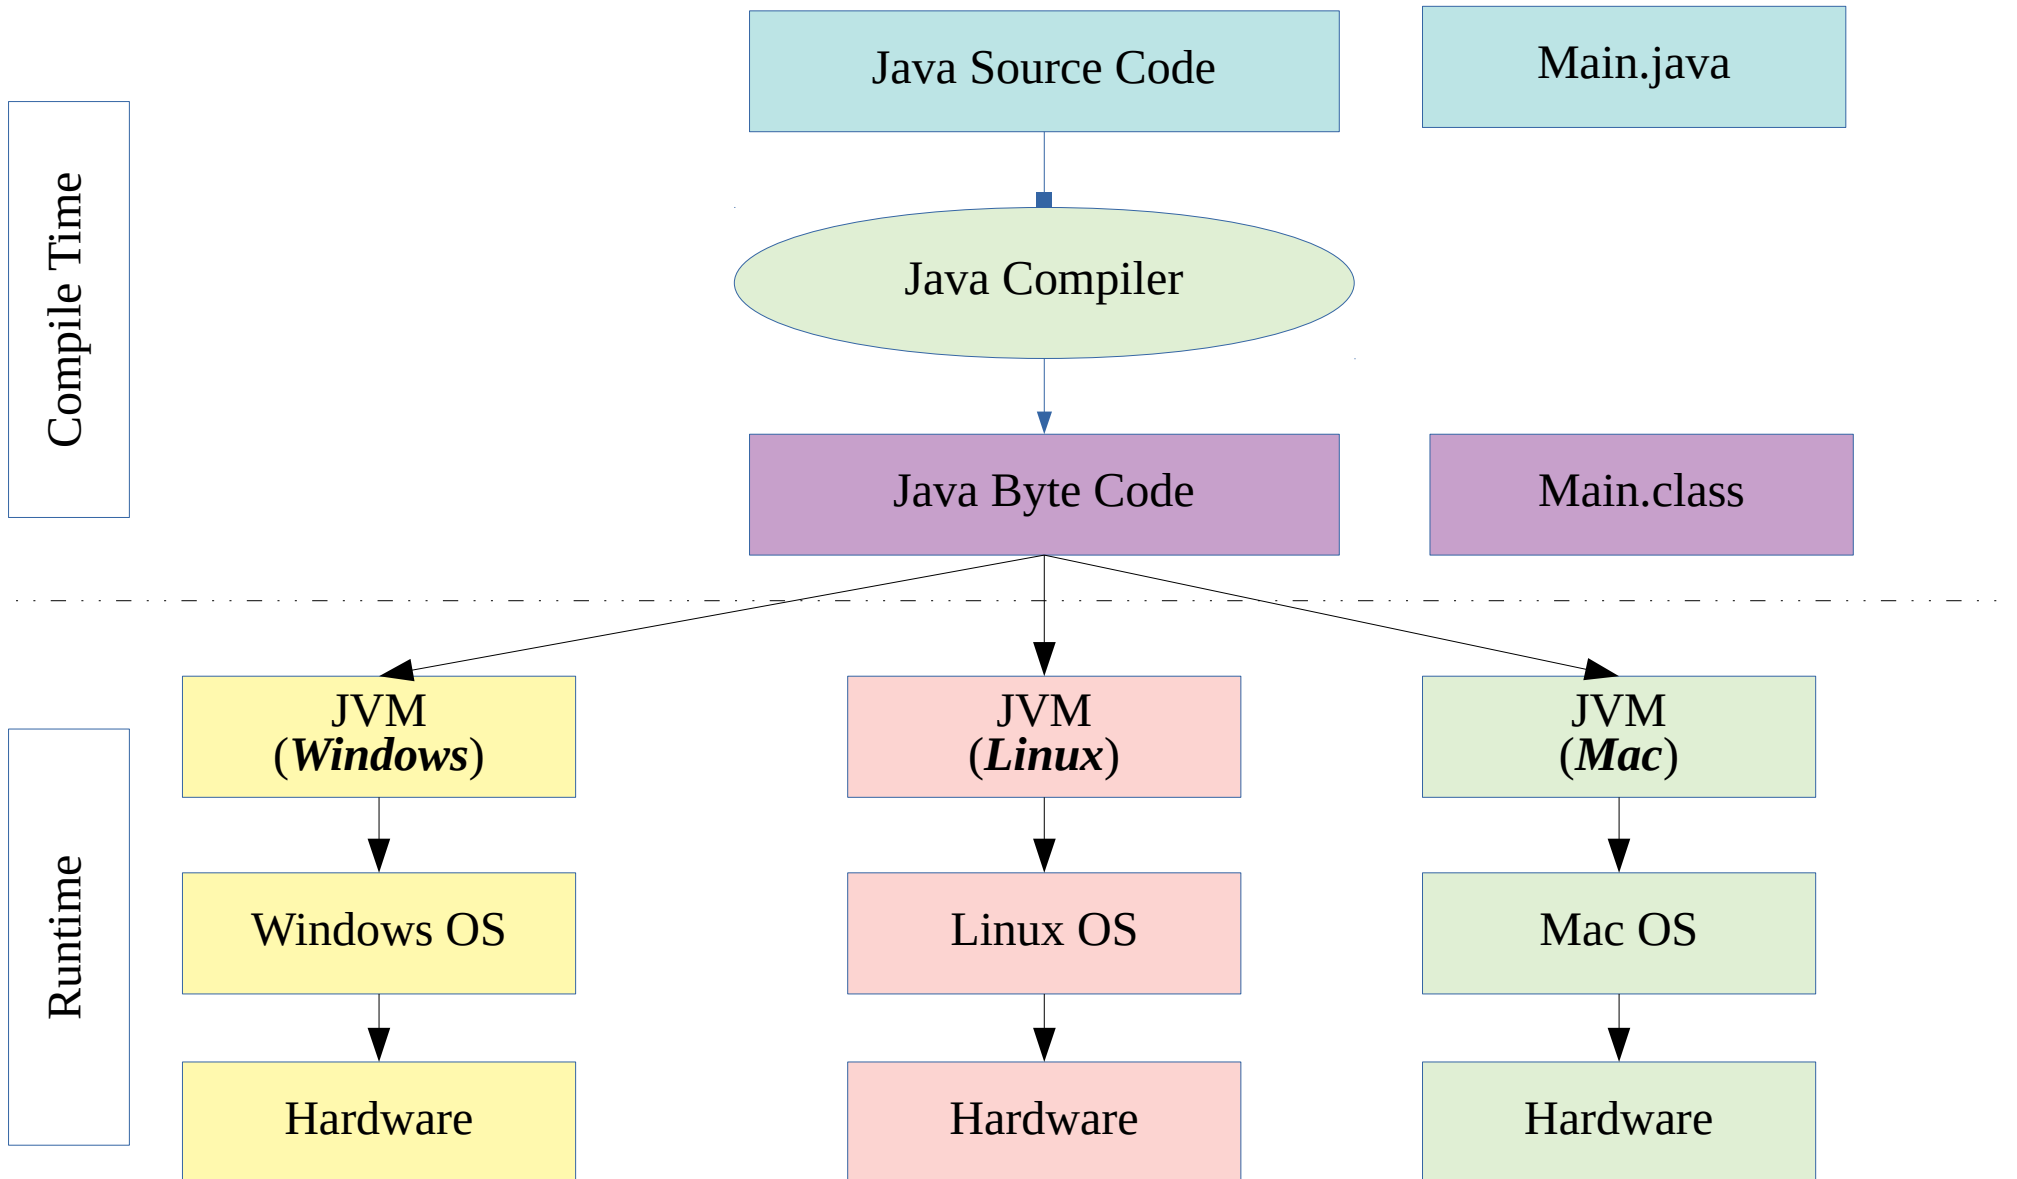 Java Source Code
Main.java
Compile Time
Java Compiler
Java Byte Code
Main.class
JVM
(Windows)
JVM
(Linux)
JVM
(Mac)
Runtime
Windows OS
Linux OS
Mac OS
Hardware
Hardware
Hardware